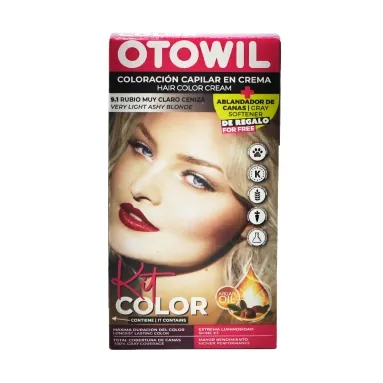 OTOWIL
COLORACIÓN CAPILAR EN CREMA
HAIR COLOR CREAM
9.1 RUBIO MUY CLARO CENIZA
VERY LIGHT ASHY BLONDE
+
ABLANDADOR DE
CANAS | GRAY
SOFTENER
DE REGALO
FOR FREE
K
Kit
COLOR
ARGAN
OIL
CONTIENE | IT CONTAINS
MÁXIMA DURACIÓN DEL COLOR
LONGEST LASTING COLOR
EXTREMA LUMINOSIDAD
TOTAL COBERTURA DE CANAS
100% GRAY COVERAGE
MAYOR RENDIMIENTO
HIGHER PERFORMANCE